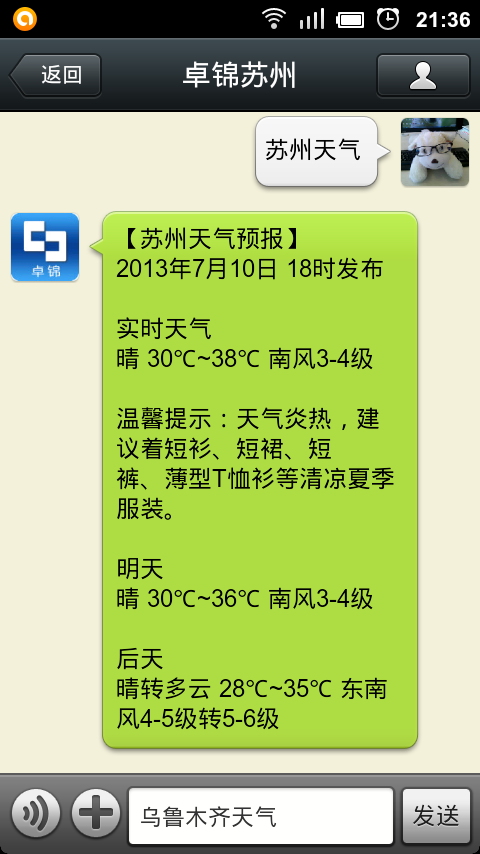 21:36
返回
卓锦苏州
苏州天气
卓锦
【苏州天气预报】
2013年7月10日 18时发布
实时天气
晴 30℃~38℃ 南风3-4级
温馨提示：天气炎热，建
议着短衫、短裙、短
裤、薄型T恤衫等清凉夏季
服装。
明天
晴 30℃~36℃ 南风3-4级
后天
晴转多云 28℃~35℃ 东南
风4-5级转5-6级
乌鲁木齐天气
发送